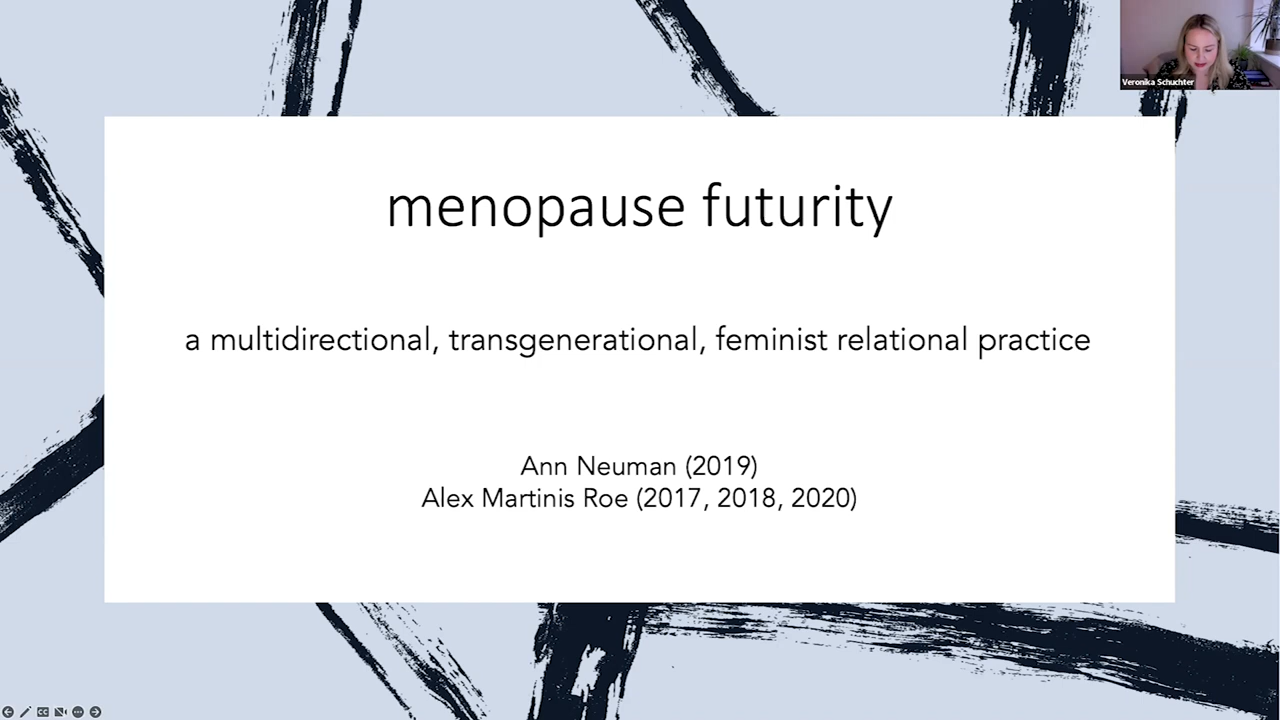 Veronika Schuchter
menopause futurity
a multidirectional, transgenerational, feminist relational practice
Ann Neuman (2019)
Alex Martinis Roe (2017, 2018, 2020)